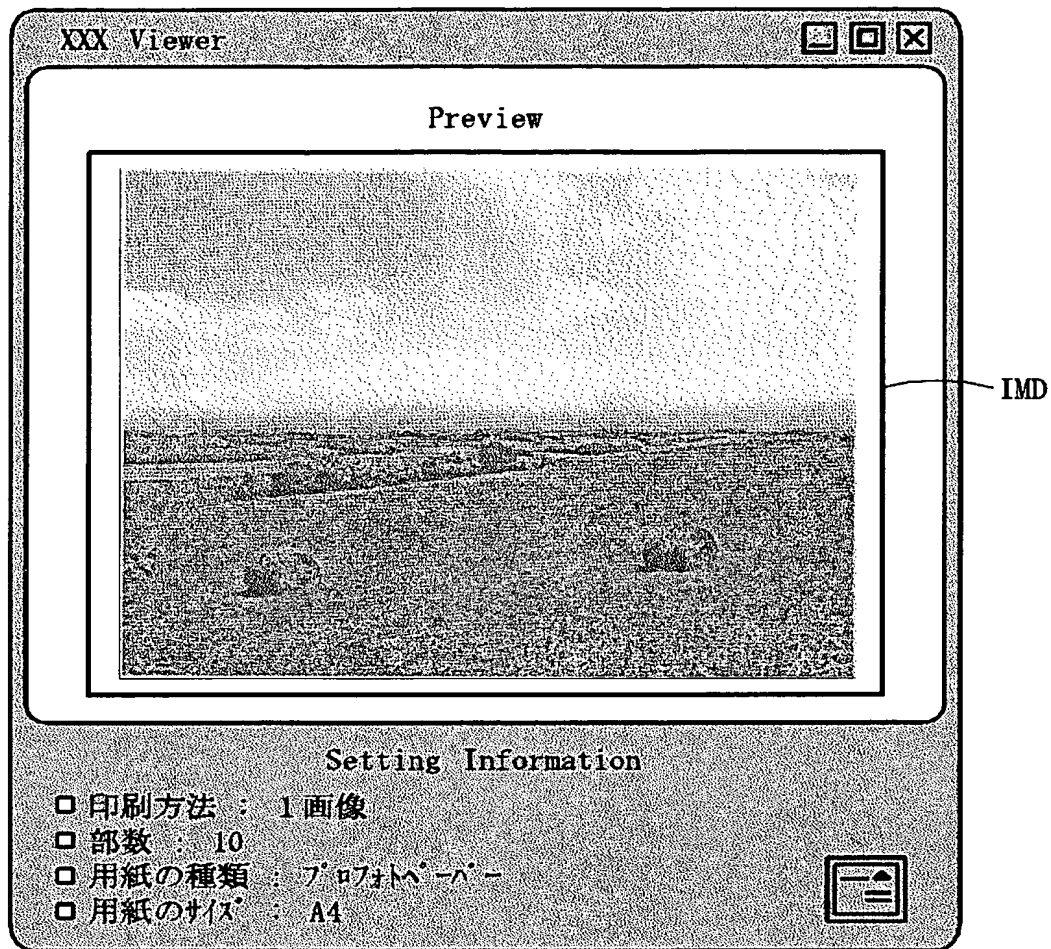 XXX Viewer
Preview
IMD
Setting Information
印刷方法 : 1画像
部数 : 10
用紙の種類 : ﾌﾟﾛﾌｫﾄﾍﾟｰﾊﾟｰ
用紙のｻｲｽﾞ : A4